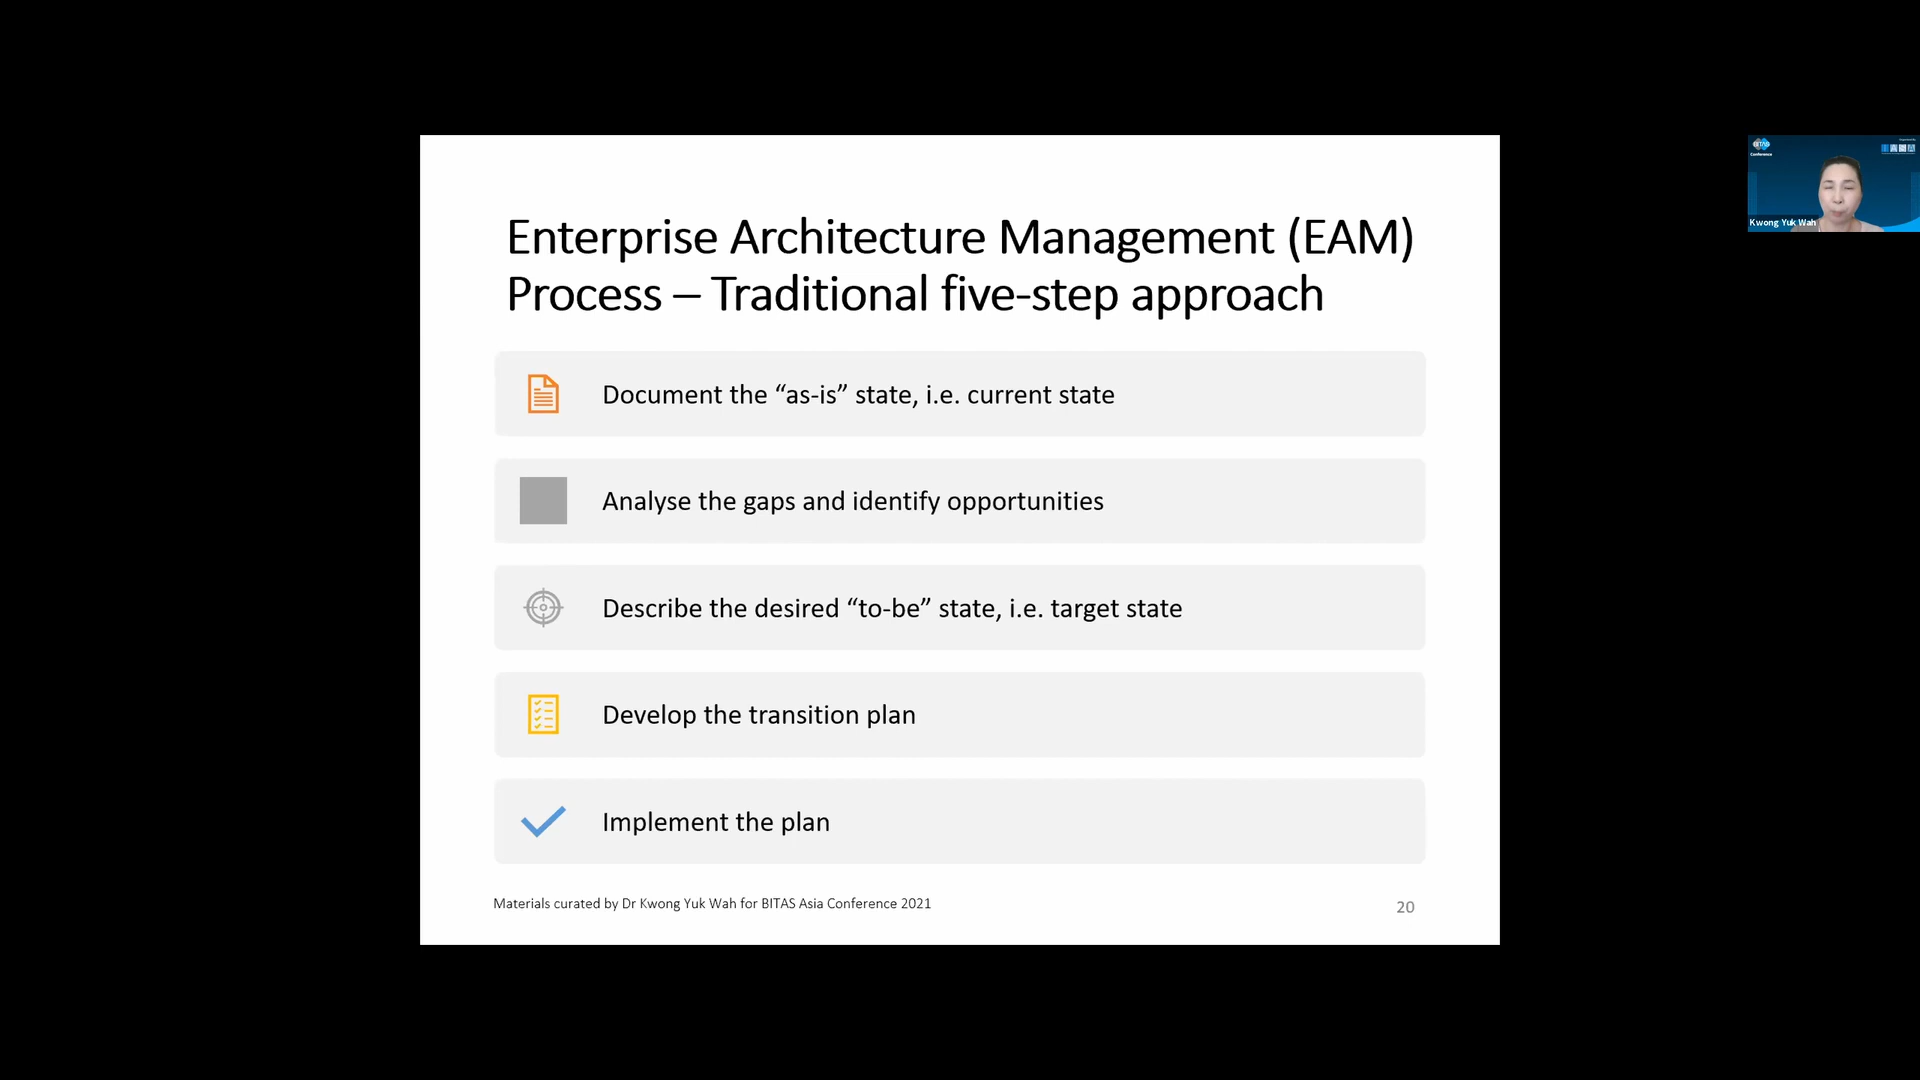 Enterprise Architecture Management (EAM)
Process – Traditional five-step approach
Document the “as-is” state, i.e. current state
Analyse the gaps and identify opportunities
Describe the desired “to-be” state, i.e. target state
Develop the transition plan
Implement the plan
Materials curated by Dr Kwong Yuk Wah for BITAS Asia Conference 2021
20
BITAS
Conference
Kwong Yuk Wah